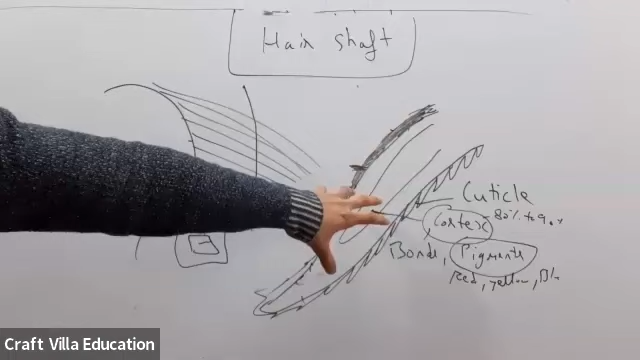 Hair shaft
Cuticle
Cortex - 80% to 90%
Bonds, Pigments
Red, yellow, Bl
Craft Villa Education